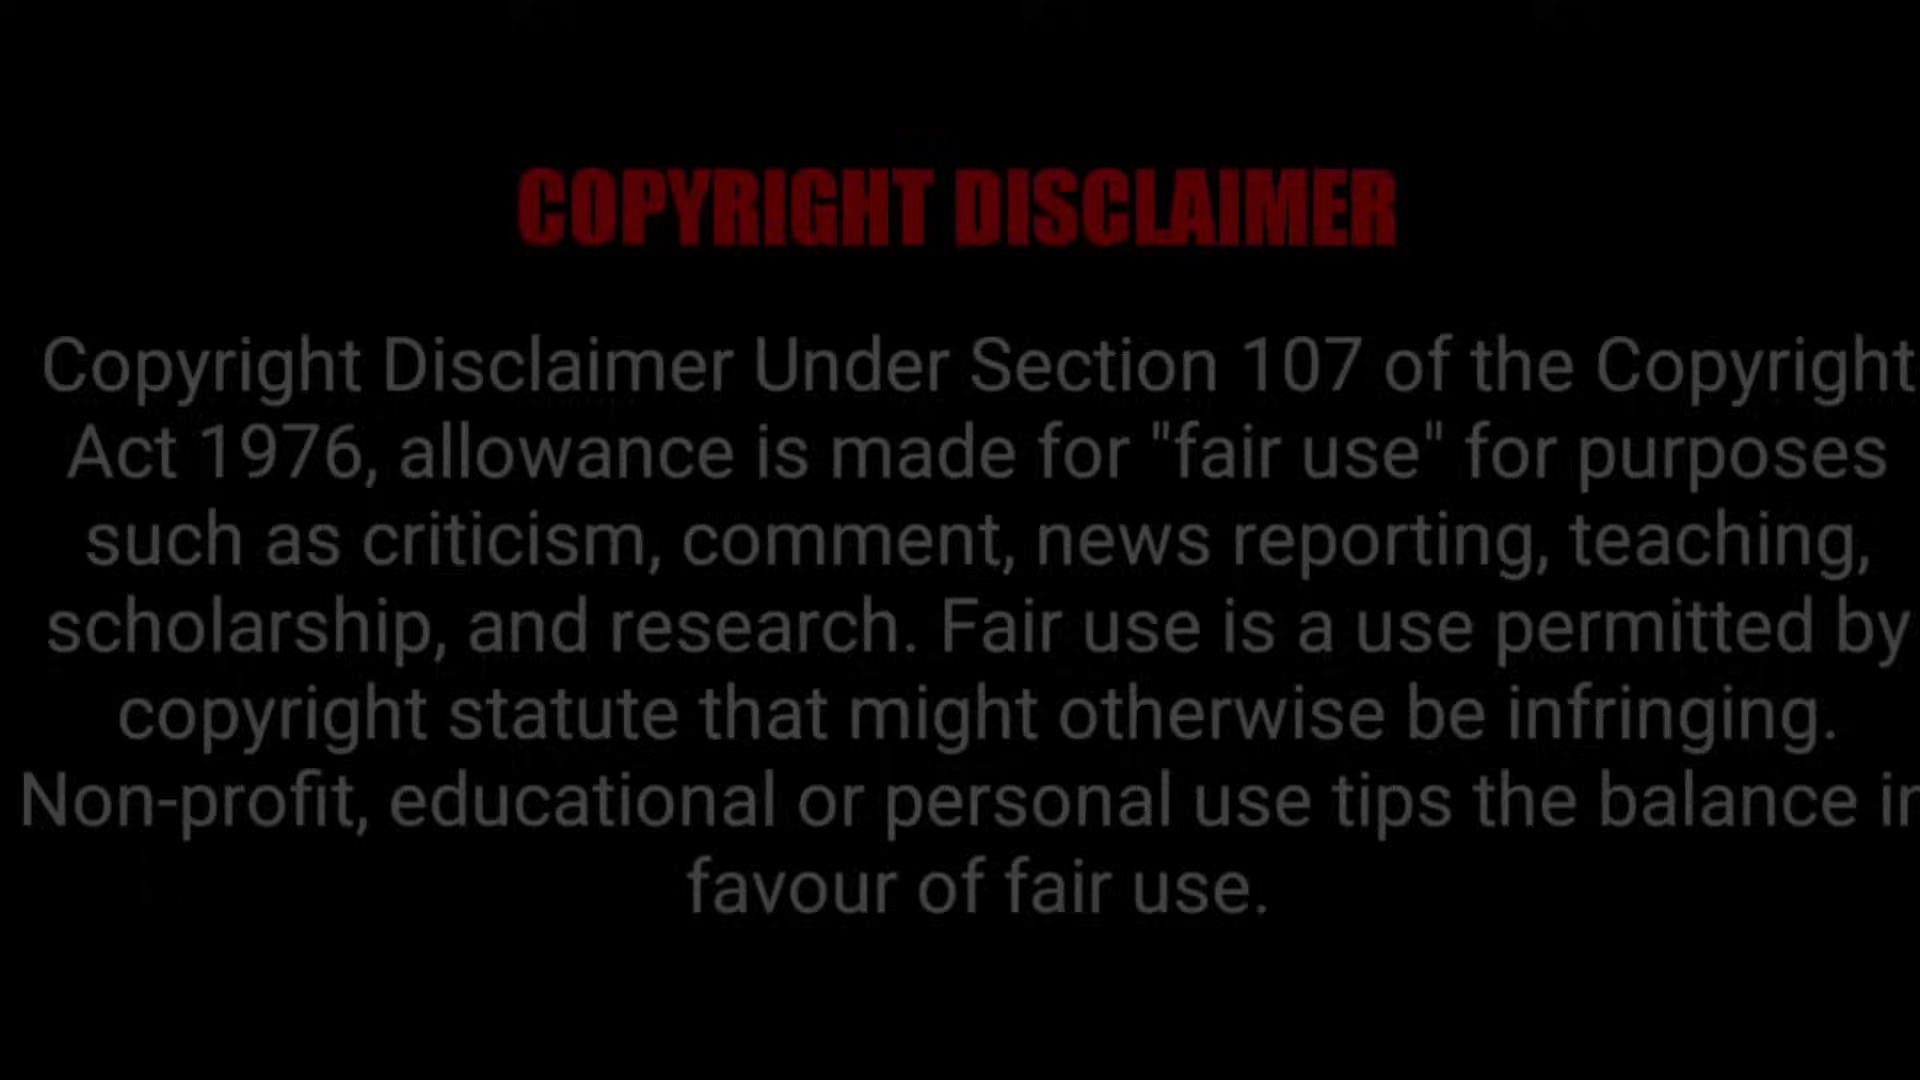 COPYRIGHT DISCLAIMER
Copyright Disclaimer Under Section 107 of the Copyright
Act 1976, allowance is made for "fair use" for purposes
such as criticism, comment, news reporting, teaching,
scholarship, and research. Fair use is a use permitted by
copyright statute that might otherwise be infringing.
Non-profit, educational or personal use tips the balance in
favour of fair use.